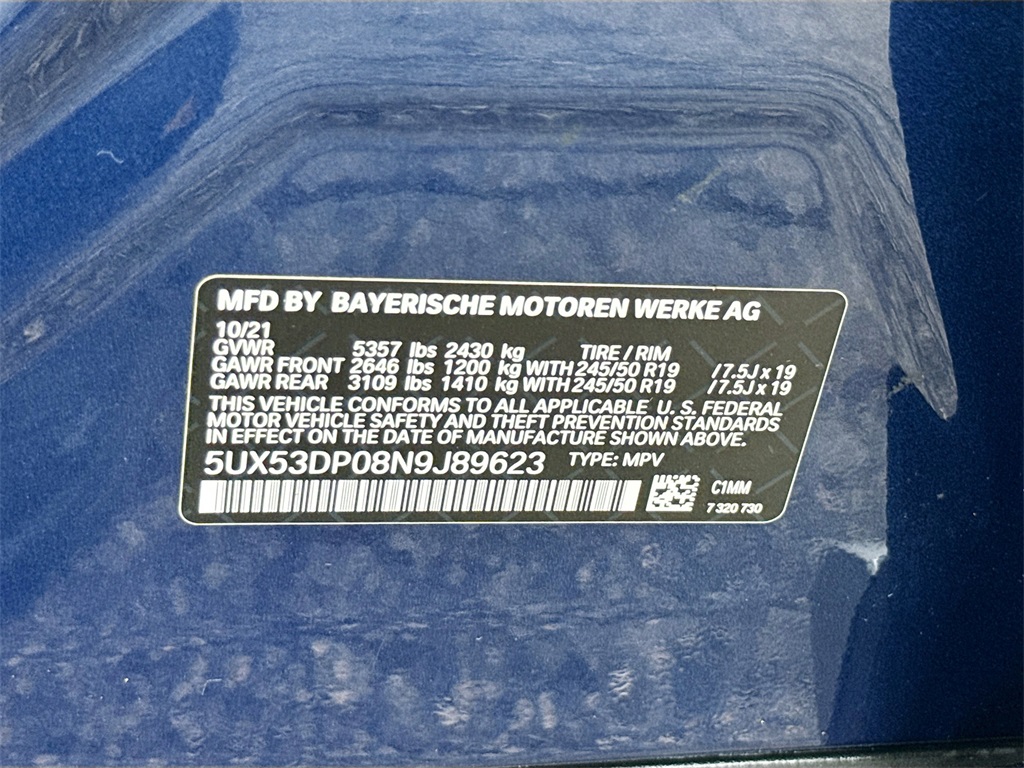 MFD BY BAYERISCHE MOTOREN WERKE AG
10/21
GVWR 5357 lbs 2430 kg TIRE / RIM
GAWR FRONT 2646 lbs 1200 kg WITH 245/50 R19 / 7.5J x 19
GAWR REAR 3109 lbs 1410 kg WITH 245/50 R19 / 7.5J x 19
THIS VEHICLE CONFORMS TO ALL APPLICABLE U. S. FEDERAL
MOTOR VEHICLE SAFETY AND THEFT PREVENTION STANDARDS
IN EFFECT ON THE DATE OF MANUFACTURE SHOWN ABOVE.
5UX53DP08N9J89623 TYPE: MPV
C1MM
7 320 730